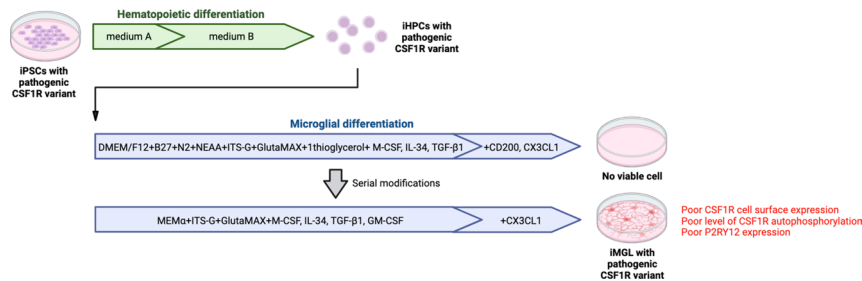 Hematopoietic differentiation
medium A
medium B
iPSCs with
pathogenic
CSF1R variant
iHPCs with
pathogenic
CSF1R variant
Microglial differentiation
DMEM/F12+B27+N2+NEAA+ITS-G+GlutaMAX+1thioglycerol+ M-CSF, IL-34, TGF-β1
+CD200, CX3CL1
No viable cell
Serial modifications
MEMα+ITS-G+GlutaMAX+M-CSF, IL-34, TGF-β1, GM-CSF
+CX3CL1
iMGL with
pathogenic
CSF1R variant
Poor CSF1R cell surface expression
Poor level of CSF1R autophosphorylation
Poor P2RY12 expression